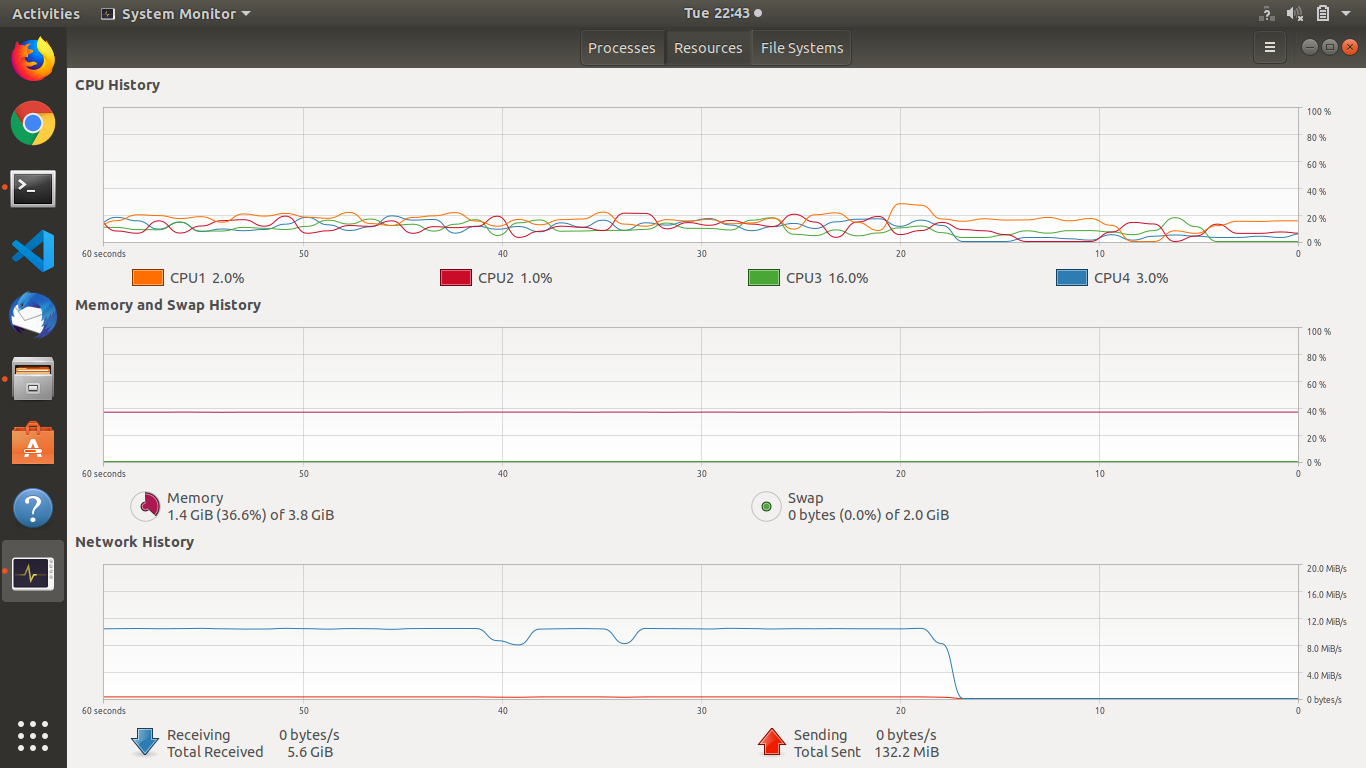 Activities System Monitor Tue 22:43
Processes Resources File Systems
CPU History
100 %
80 %
60 %
40 %
20 %
0 %
60 seconds 50 40 30 20 10 0
CPU1 2.0% CPU2 1.0% CPU3 16.0% CPU4 3.0%
Memory and Swap History
100 %
80 %
60 %
40 %
20 %
0 %
60 seconds 50 40 30 20 10 0
Memory
1.4 GiB (36.6%) of 3.8 GiB
Swap
0 bytes (0.0%) of 2.0 GiB
Network History
20.0 MiB/s
16.0 MiB/s
12.0 MiB/s
8.0 MiB/s
4.0 MiB/s
0 bytes/s
60 seconds 50 40 30 20 10 0
Receiving 0 bytes/s
Total Received 5.6 GiB
Sending 0 bytes/s
Total Sent 132.2 MiB